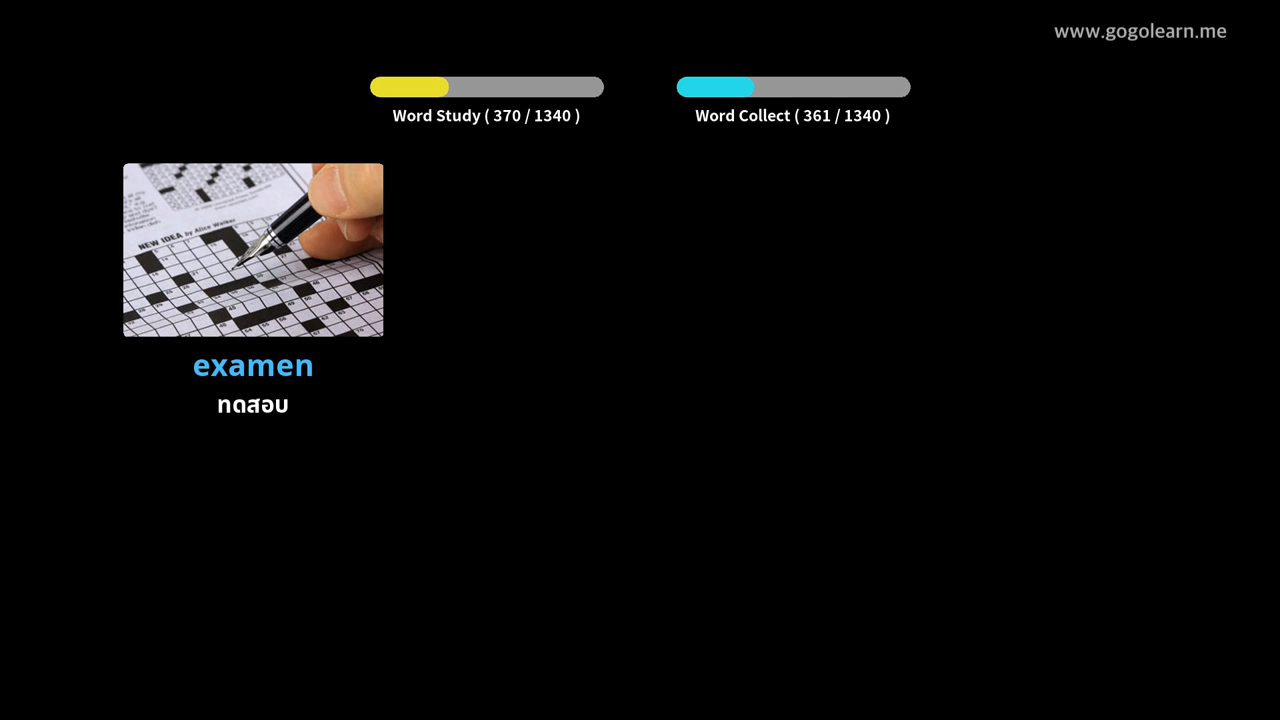 www.gogolearn.me
Word Study ( 370 / 1340 )
Word Collect ( 361 / 1340 )
NEW IDEA by Alice Walker
examen
ทดสอบ